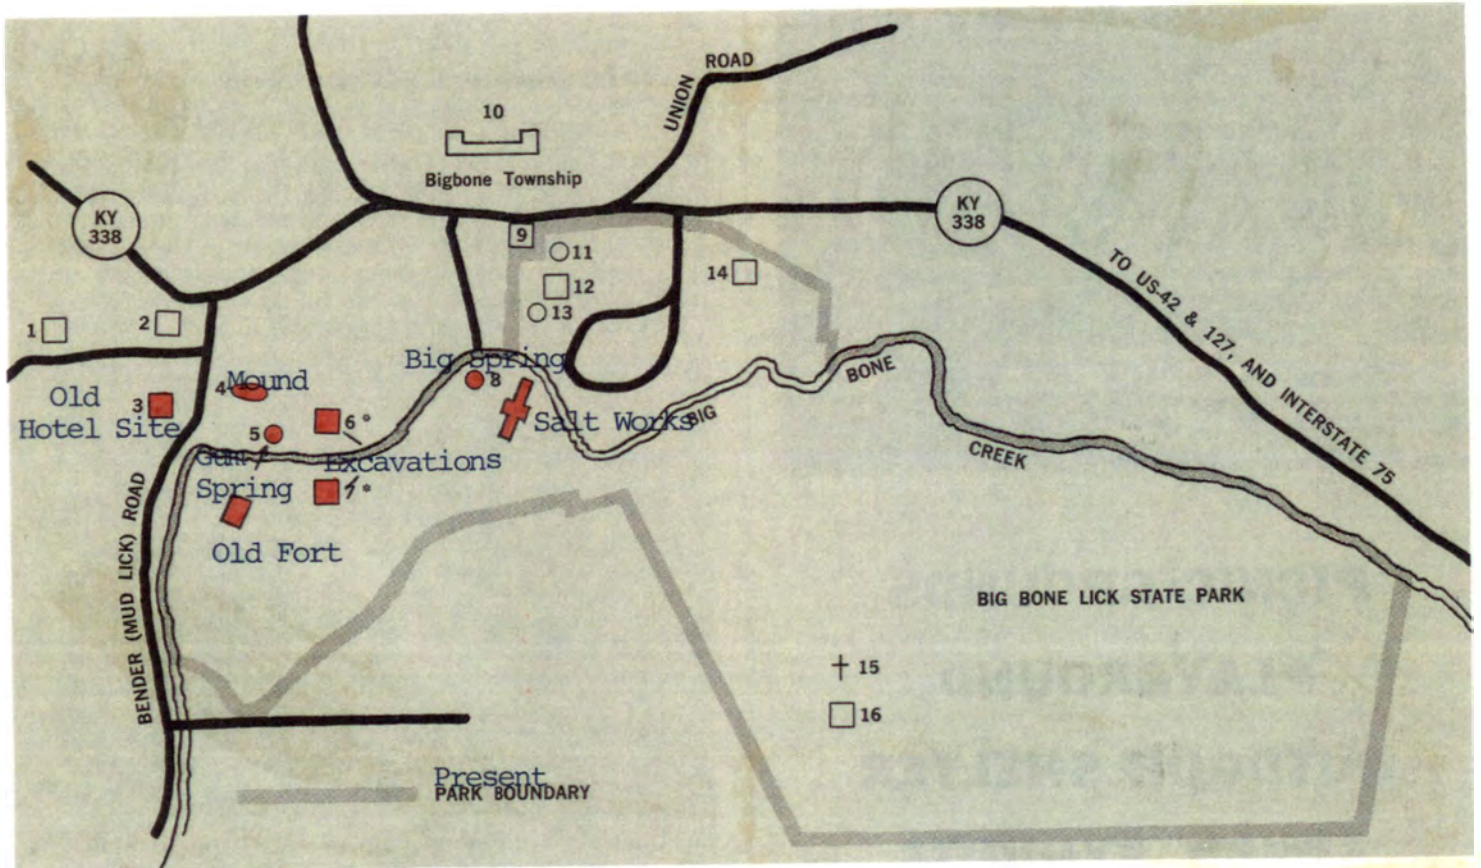 ROAD
UNION
10
Bigbone Township
KY
338
KY
338
9
11
12
13
14
TO US-42 & 127, AND INTERSTATE 75
1
2
Big Spring
8
BONE
Mound
4
Old
Hotel Site
3
6 *
Salt Works
BIG
5
Gum
Spring
Excavations
7 *
CREEK
Old Fort
BENDER (MUD LICK) ROAD
BIG BONE LICK STATE PARK
15
16
Present
PARK BOUNDARY